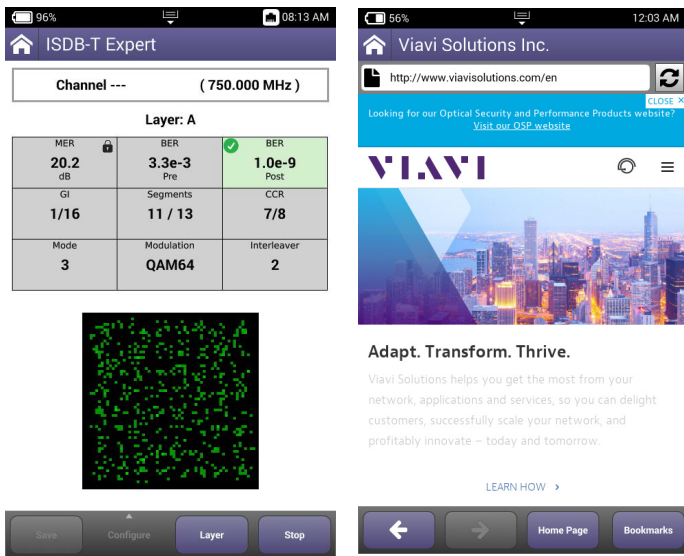 96%
08:13 AM
ISDB-T Expert
Channel --- ( 750.000 MHz )
Layer: A
MER BER BER
20.2 3.3e-3 1.0e-9
dB Pre Post
GI Segments CCR
1/16 11 / 13 7/8
Mode Modulation Interleaver
3 QAM64 2
Save Configure Layer Stop
56%
12:03 AM
Viavi Solutions Inc.
http://www.viavisolutions.com/en
CLOSE ×
Looking for our Optical Security and Performance Products website?
Visit our OSP website
VIAVI
Adapt. Transform. Thrive.
Viavi Solutions helps you get the most from your
network, applications and services, so you can delight
customers, successfully scale your network, and
profitably innovate – today and tomorrow.
LEARN HOW >
Home Page Bookmarks